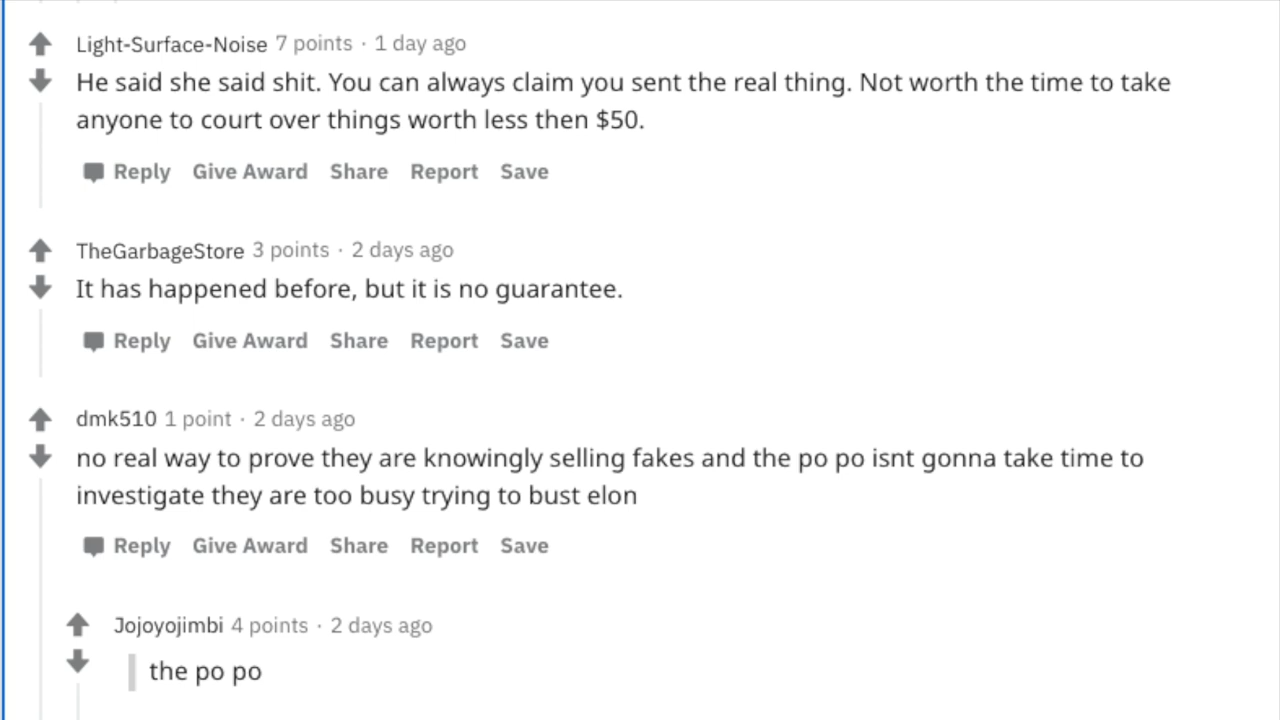 Light-Surface-Noise 7 points · 1 day ago
He said she said shit. You can always claim you sent the real thing. Not worth the time to take
anyone to court over things worth less then $50.
Reply Give Award Share Report Save
TheGarbageStore 3 points · 2 days ago
It has happened before, but it is no guarantee.
Reply Give Award Share Report Save
dmk510 1 point · 2 days ago
no real way to prove they are knowingly selling fakes and the po po isnt gonna take time to
investigate they are too busy trying to bust elon
Reply Give Award Share Report Save
Jojoyojimbi 4 points · 2 days ago
the po po